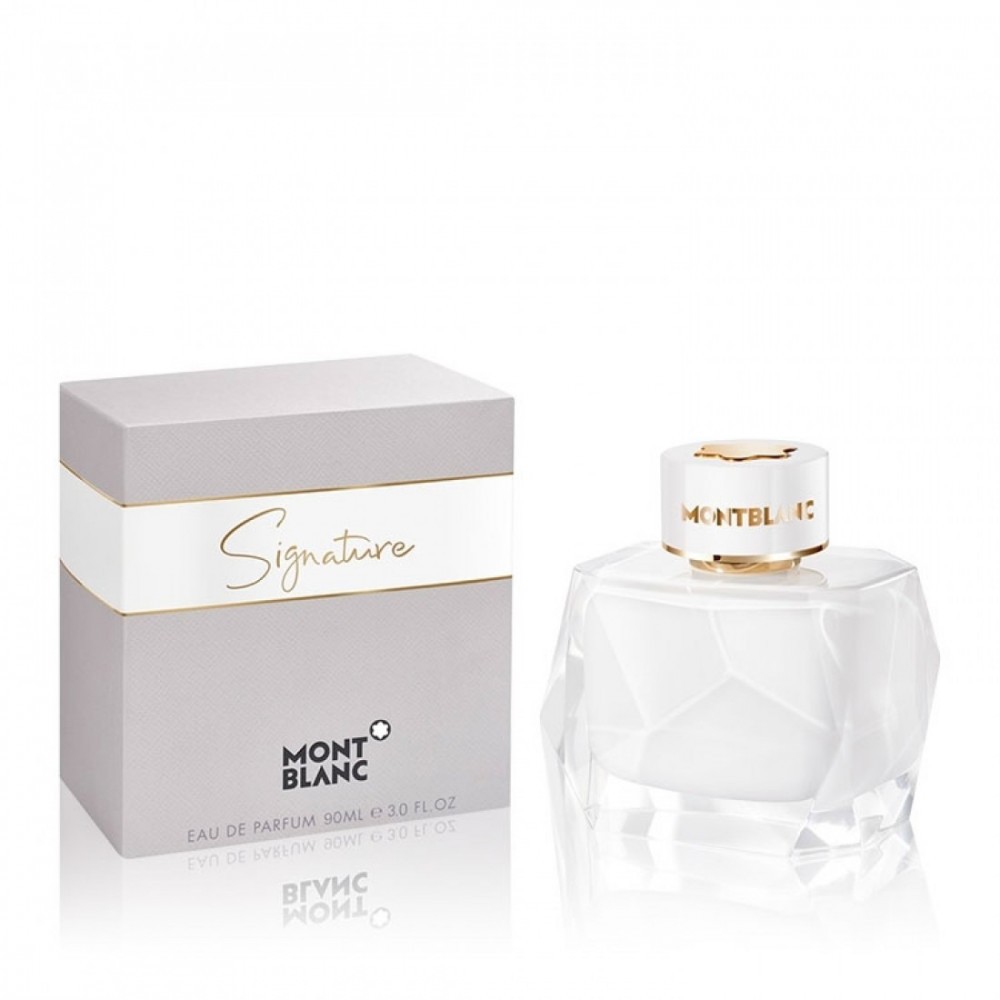 Signature
MONT
BLANC
EAU DE PARFUM 90ML ℮ 3.0 FL.OZ
MONTBLANC